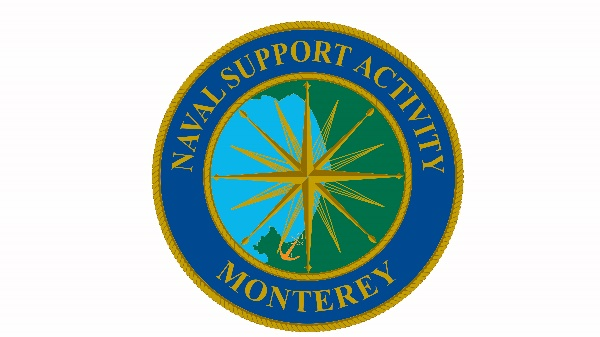 NAVAL SUPPORT ACTIVITY
MONTEREY